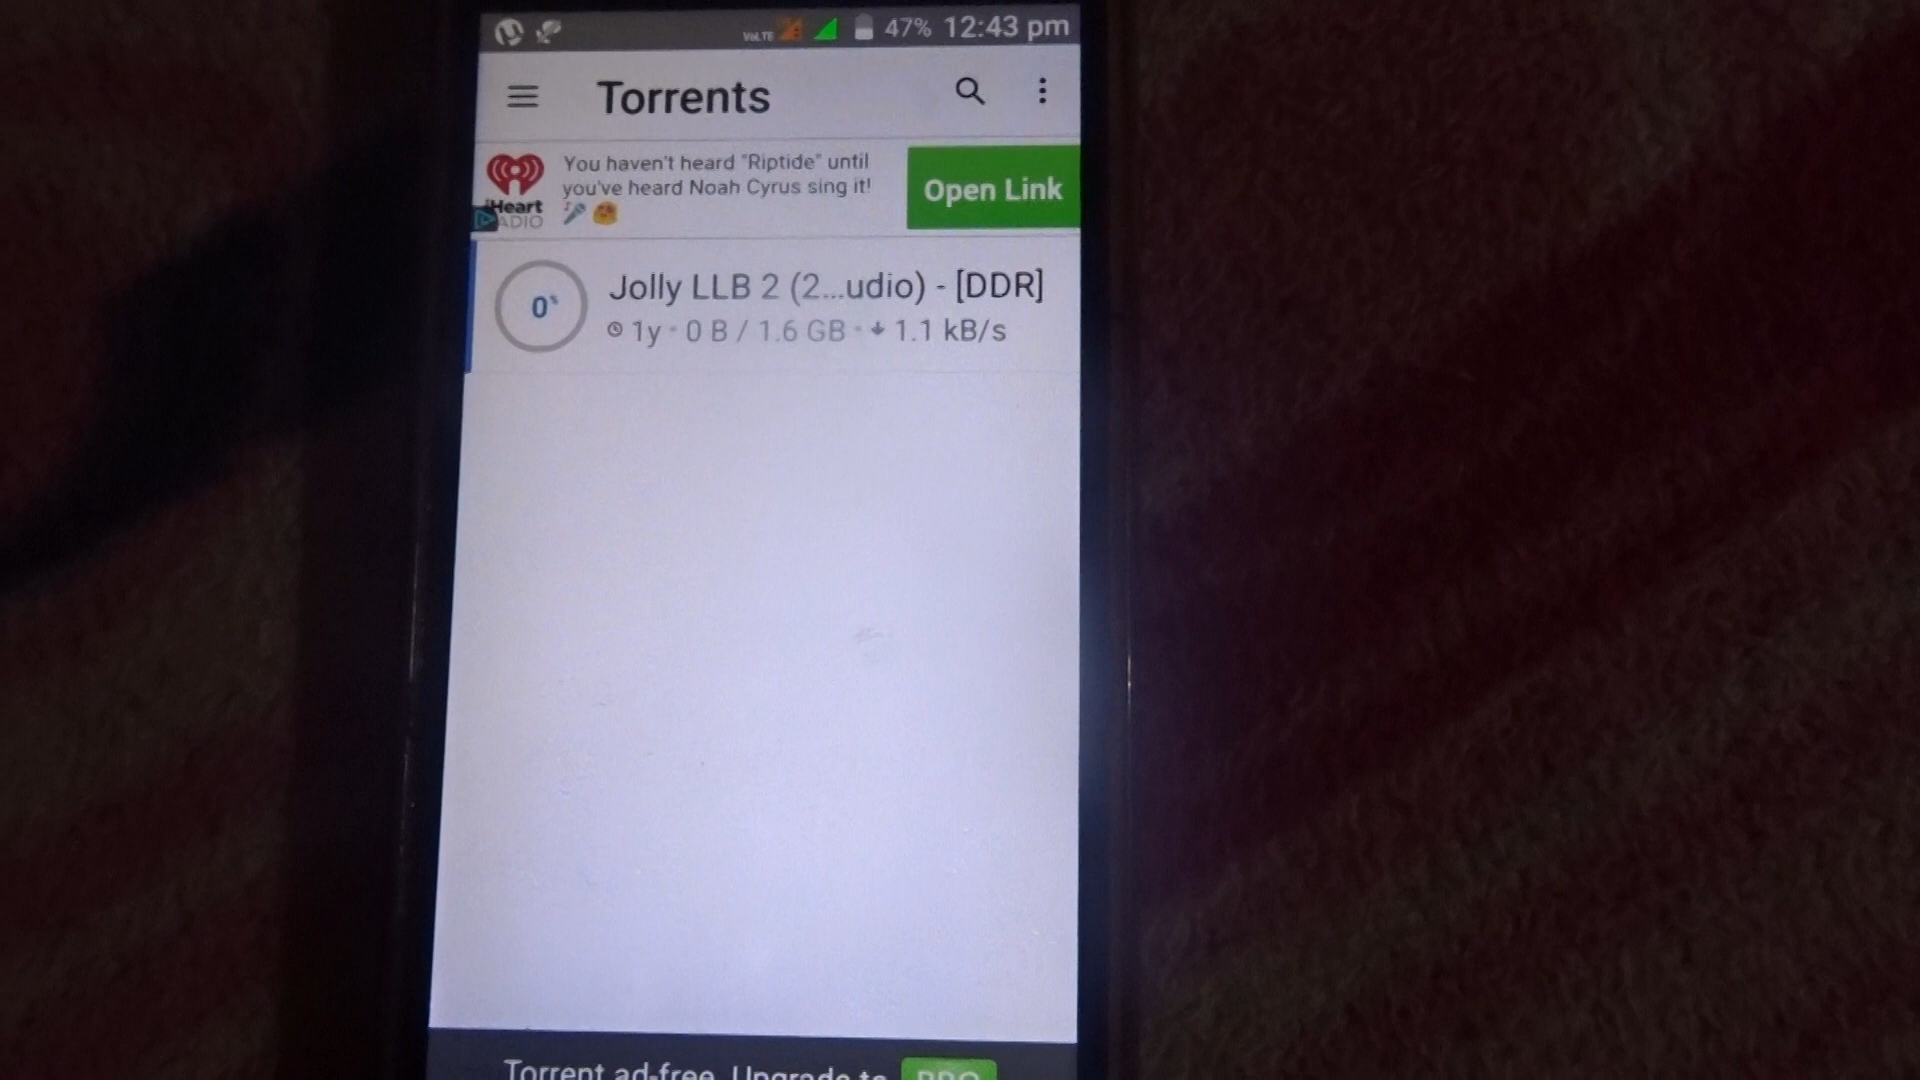 VoLTE 47% 12:43 pm
Torrents
You haven't heard "Riptide" until
you've heard Noah Cyrus sing it!
Open Link
iHeart
RADIO
0%
Jolly LLB 2 (2...udio) - [DDR]
1y · 0 B / 1.6 GB · 1.1 kB/s
Torrent ad-free. Upgrade to PRO